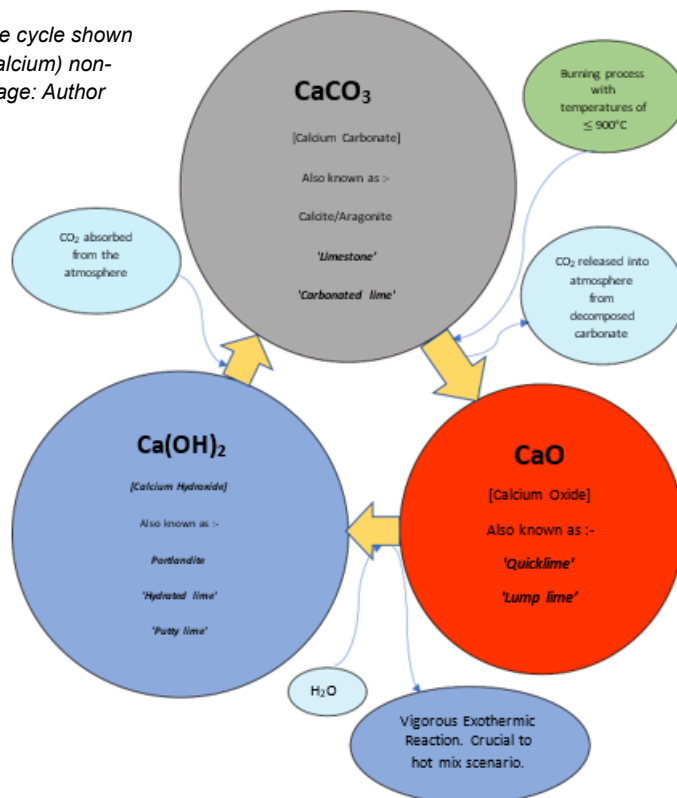 e cycle shown
alcium) non-
age: Author
CaCO₃
[Calcium Carbonate]
Also known as :-
Calcite/Aragonite
'Limestone'
'Carbonated lime'
Burning process
with
temperatures of
≤ 900°C
CO₂ absorbed
from the
atmosphere
CO₂ released into
atmosphere
from
decomposed
carbonate
Ca(OH)₂
[Calcium Hydroxide]
Also known as :-
Portlandite
'Hydrated lime'
'Putty lime'
CaO
[Calcium Oxide]
Also known as :-
'Quicklime'
'Lump lime'
H₂O
Vigorous Exothermic
Reaction. Crucial to
hot mix scenario.